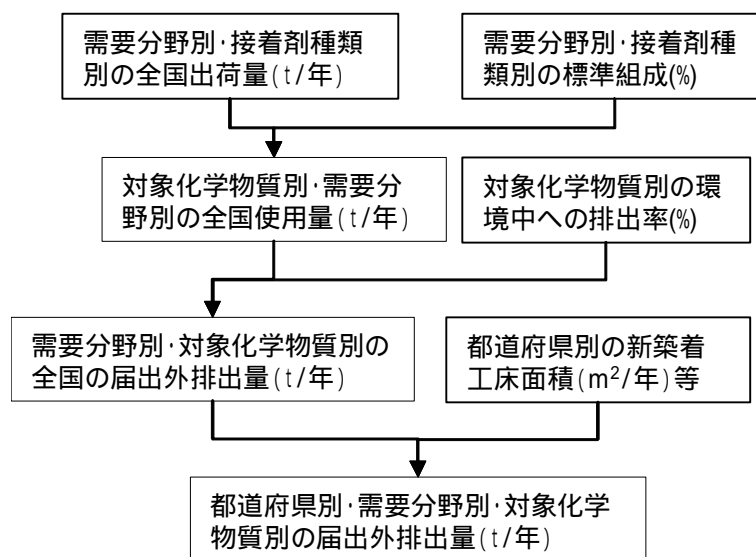 需要分野別･接着剤種類
別の全国出荷量(t/年)
需要分野別･接着剤種
類別の標準組成(%)
対象化学物質別･需要分
野別の全国使用量(t/年)
対象化学物質別の環
境中への排出率(%)
需要分野別･対象化学物質別の
全国の届出外排出量(t/年)
都道府県別の新築着
工床面積(m²/年)等
都道府県別･需要分野別･対象化学
物質別の届出外排出量(t/年)